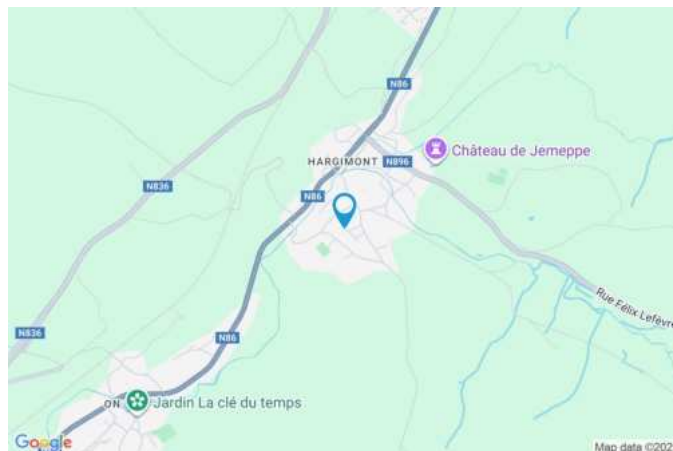 N86
Château de Jemeppe
HARGIMONT
N896
N836
N86
Rue Félix Lefèvre
N836
N86
ON
Jardin La clé du temps
Google
Map data ©202